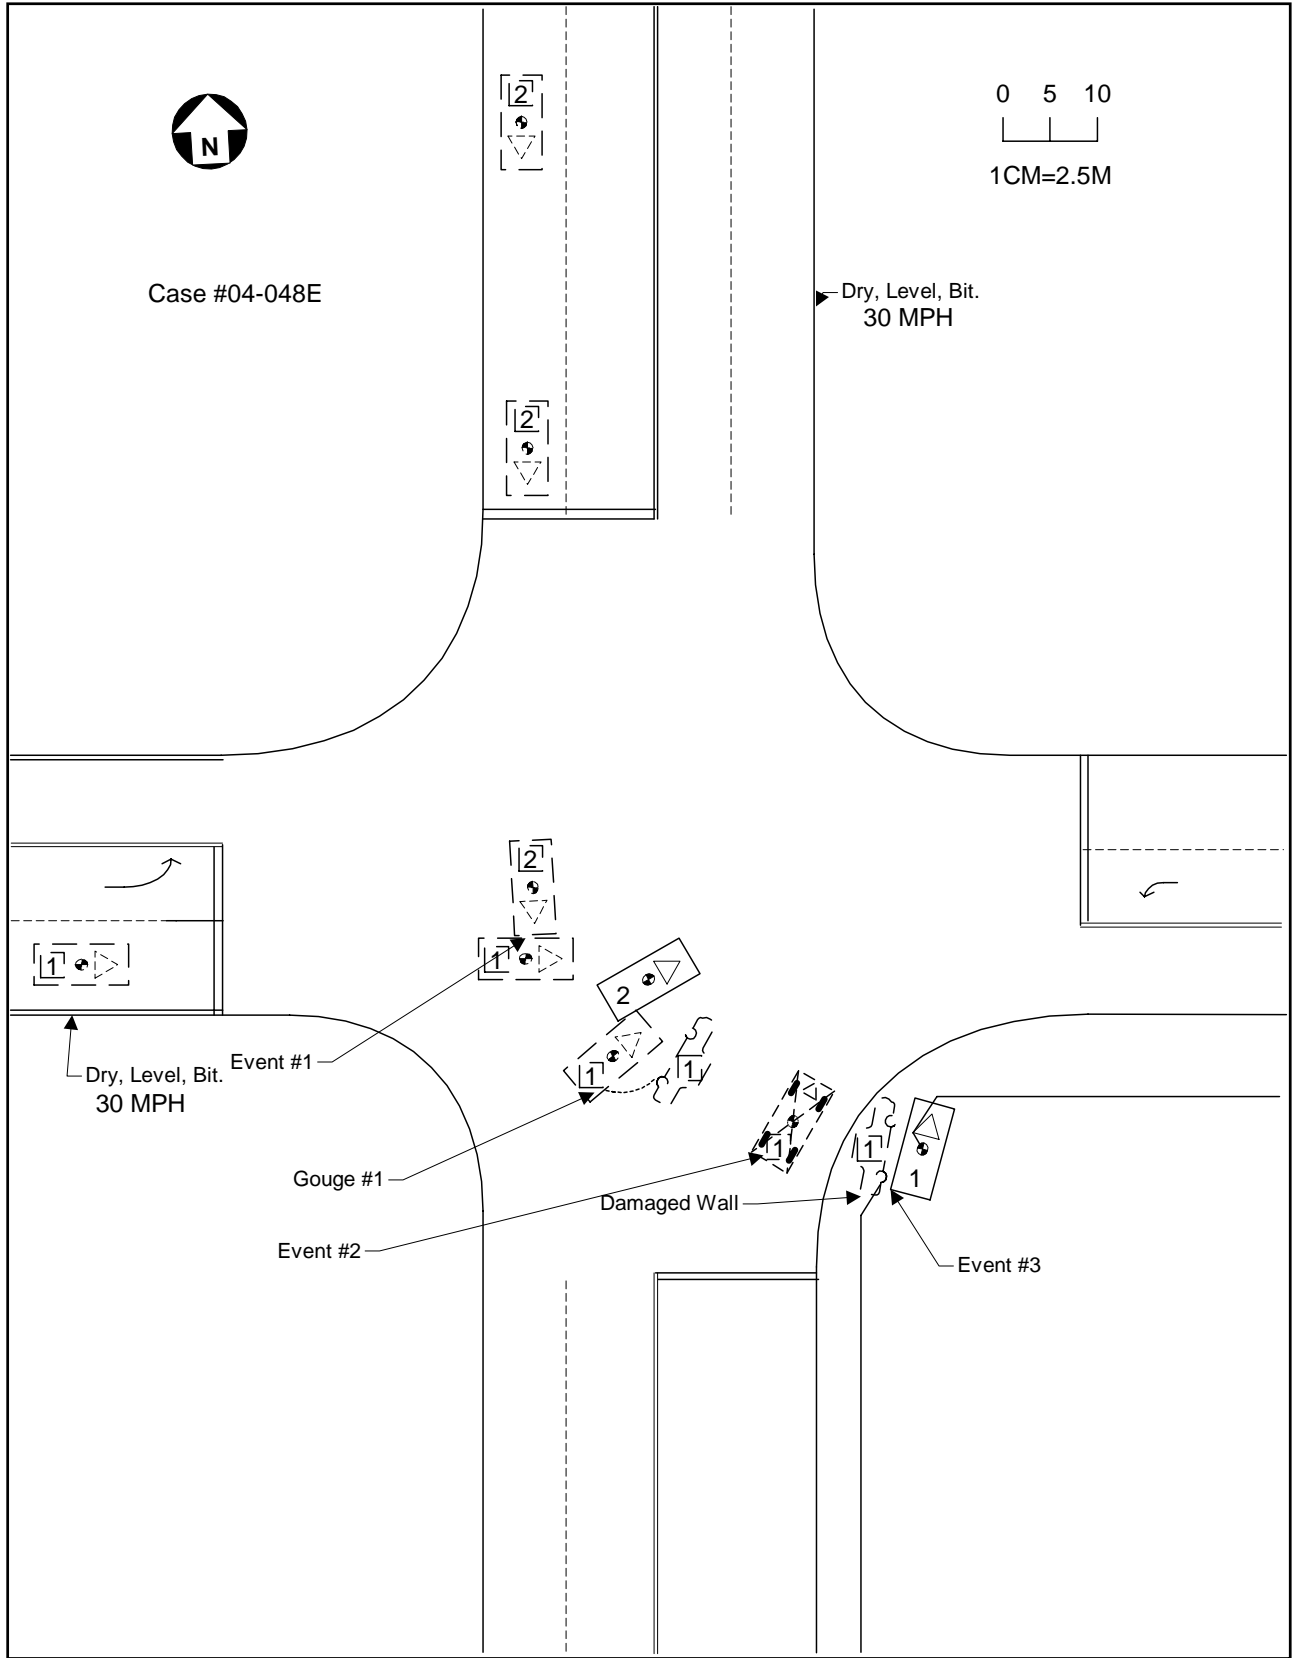 2
0 5 10
N
1CM=2.5M
Case #04-048E
Dry, Level, Bit.
30 MPH
2
2
1
1
2
Event #1
1
1
Dry, Level, Bit.
30 MPH
1
1
1
Gouge #1
Damaged Wall
Event #2
Event #3